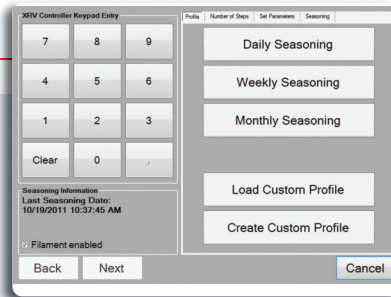 XRV Controller Keypad Entry
7 8 9
4 5 6
1 2 3
Clear 0 .
Seasoning Information
Last Seasoning Date:
10/19/2011 10:37:45 AM
Filament enabled
Back Next
Profile Number of Steps Set Parameters Seasoning
Daily Seasoning
Weekly Seasoning
Monthly Seasoning
Load Custom Profile
Create Custom Profile
Cancel